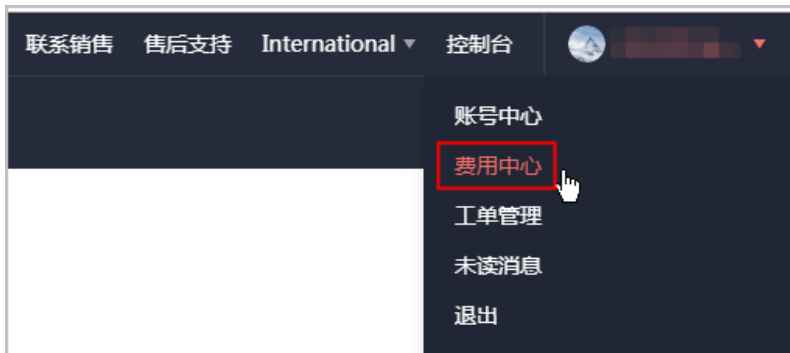 联系销售 售后支持 International 控制台
账号中心
费用中心
工单管理
未读消息
退出